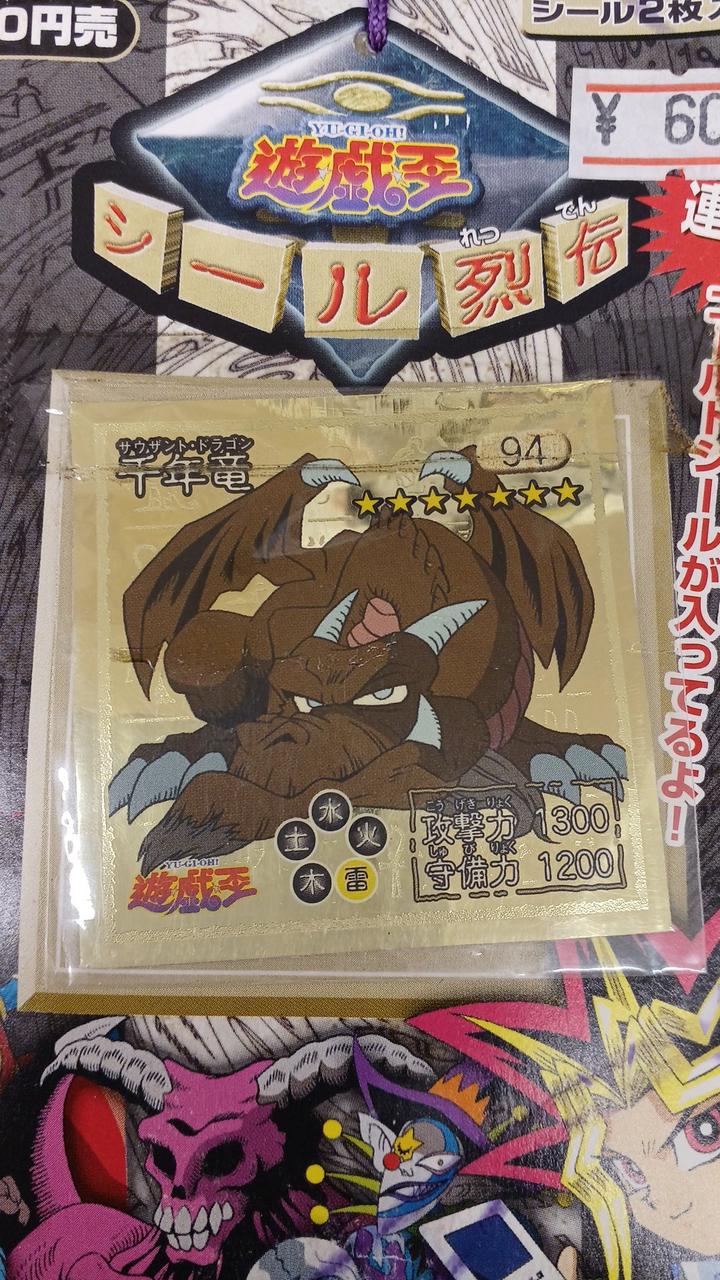 0円売
シール2枚
¥ 60
YU-GI-OH!
遊戯王
れつ でん
シール烈伝
連
ゴールドシールが入ってるよ!
サウザント・ドラゴン
千年竜
94
★★★★★★★
水
土 火
木 雷
こうげきりょく
攻撃力 1300
しゅびりょく
守備力 1200
YU-GI-OH!
遊戯王